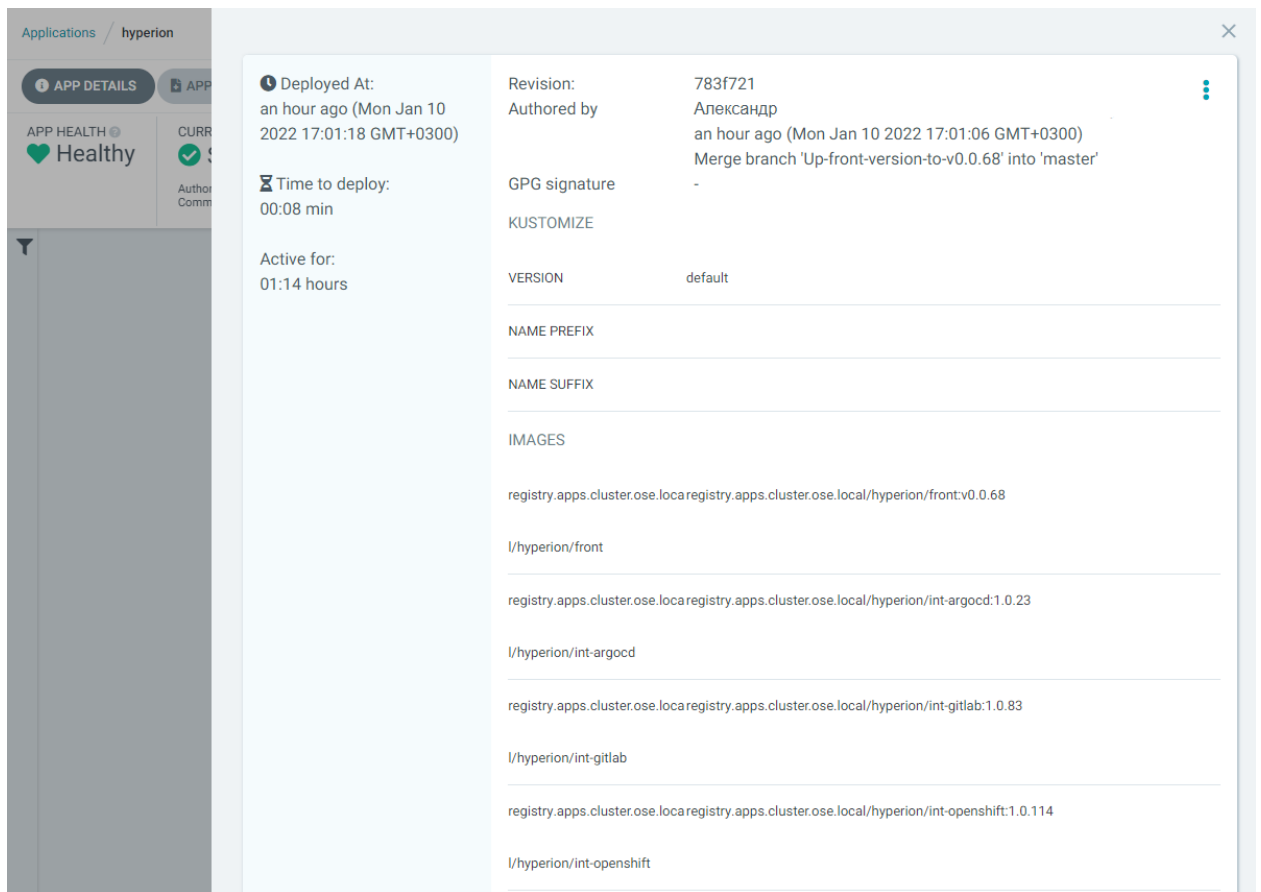 Applications / hyperion
APP DETAILS
APP
APP HEALTH
Healthy
CURR
Author
Comm
Deployed At:
an hour ago (Mon Jan 10
2022 17:01:18 GMT+0300)
Time to deploy:
00:08 min
Active for:
01:14 hours
Revision: 783f721
Authored by Александр
an hour ago (Mon Jan 10 2022 17:01:06 GMT+0300)
Merge branch 'Up-front-version-to-v0.0.68' into 'master'
GPG signature -
KUSTOMIZE
VERSION default
NAME PREFIX
NAME SUFFIX
IMAGES
registry.apps.cluster.ose.loca registry.apps.cluster.ose.local/hyperion/front:v0.0.68
l/hyperion/front
registry.apps.cluster.ose.loca registry.apps.cluster.ose.local/hyperion/int-argocd:1.0.23
l/hyperion/int-argocd
registry.apps.cluster.ose.loca registry.apps.cluster.ose.local/hyperion/int-gitlab:1.0.83
l/hyperion/int-gitlab
registry.apps.cluster.ose.loca registry.apps.cluster.ose.local/hyperion/int-openshift:1.0.114
l/hyperion/int-openshift